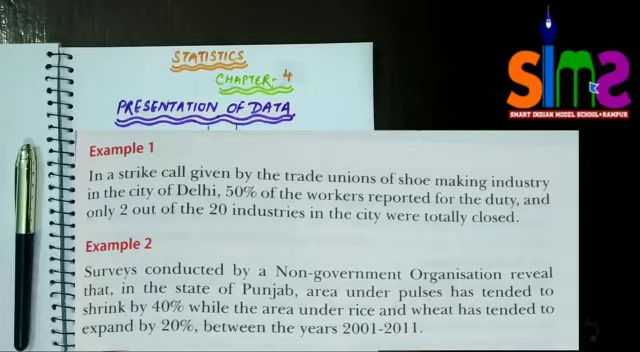 STATISTICS
CHAPTER-4
PRESENTATION OF DATA
SIMS
SMART INDIAN MODEL SCHOOL•RAMPUR
Example 1
In a strike call given by the trade unions of shoe making industry
in the city of Delhi, 50% of the workers reported for the duty, and
only 2 out of the 20 industries in the city were totally closed.
Example 2
Surveys conducted by a Non-government Organisation reveal
that, in the state of Punjab, area under pulses has tended to
shrink by 40% while the area under rice and wheat has tended to
expand by 20%, between the years 2001-2011.